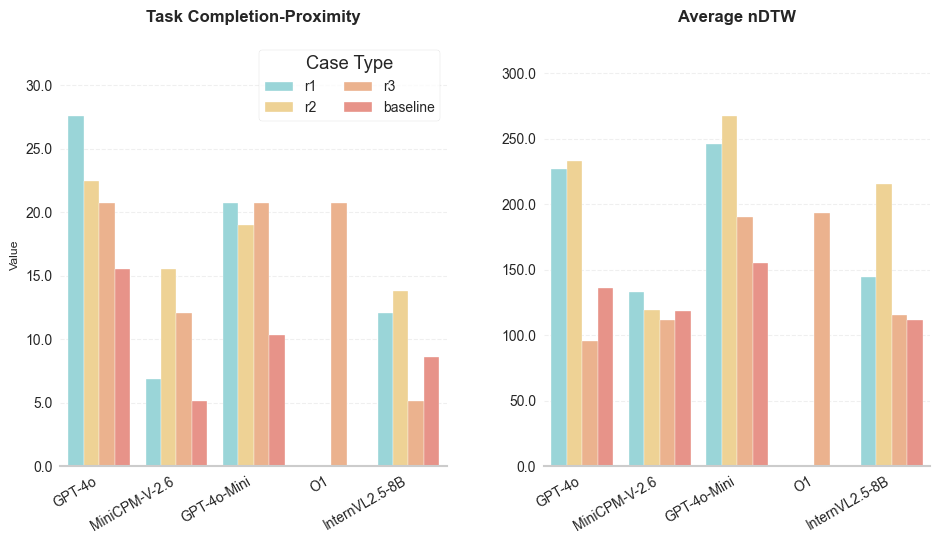 Task Completion-Proximity
Case Type
r1
r2
r3
baseline
Value
30.0
25.0
20.0
15.0
10.0
5.0
0.0
GPT-4o
MiniCPM-V-2.6
GPT-4o-Mini
O1
InternVL2.5-8B
Average nDTW
300.0
250.0
200.0
150.0
100.0
50.0
0.0
GPT-4o
MiniCPM-V-2.6
GPT-4o-Mini
O1
InternVL2.5-8B